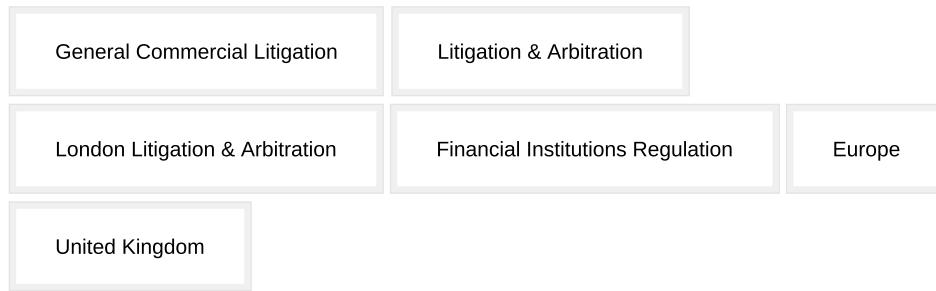 General Commercial Litigation Litigation & Arbitration
London Litigation & Arbitration Financial Institutions Regulation Europe
United Kingdom